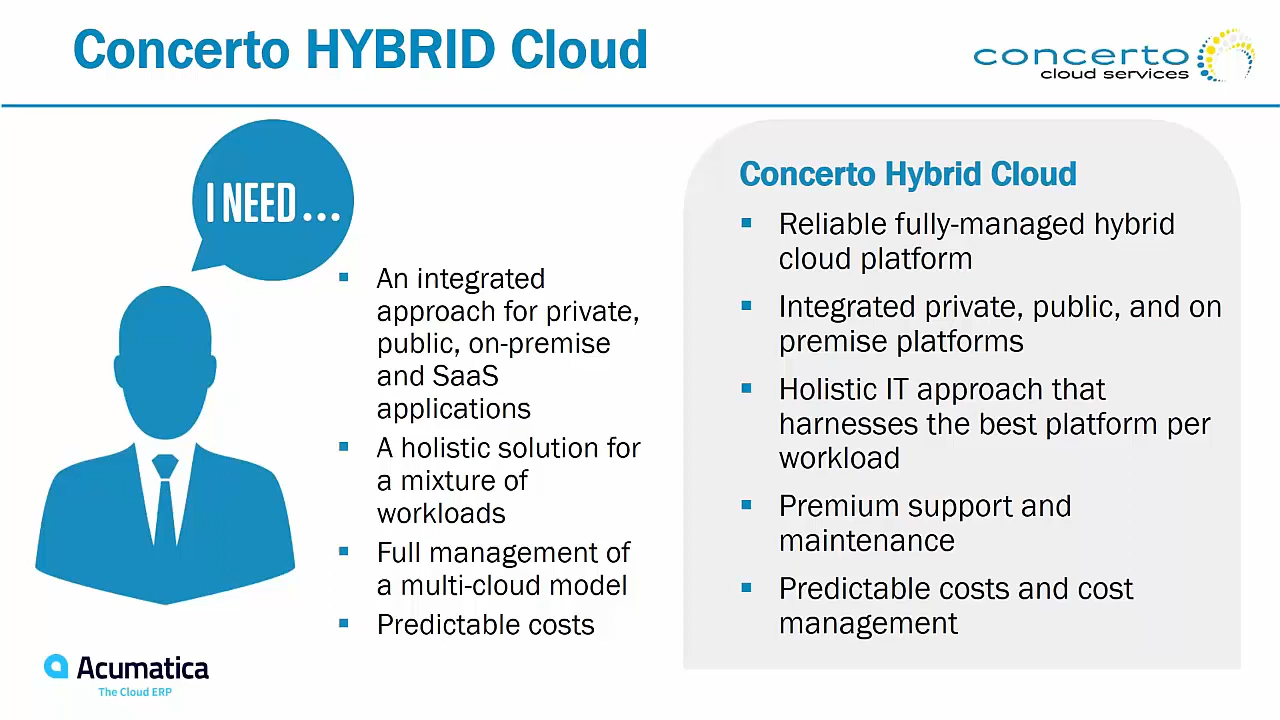 Concerto HYBRID Cloud
concerto
cloud services
I NEED...
▪ An integrated
approach for private,
public, on-premise
and SaaS
applications
▪ A holistic solution for
a mixture of
workloads
▪ Full management of
a multi-cloud model
▪ Predictable costs
Concerto Hybrid Cloud
▪ Reliable fully-managed hybrid
cloud platform
▪ Integrated private, public, and on
premise platforms
▪ Holistic IT approach that
harnesses the best platform per
workload
▪ Premium support and
maintenance
▪ Predictable costs and cost
management
Acumatica
The Cloud ERP